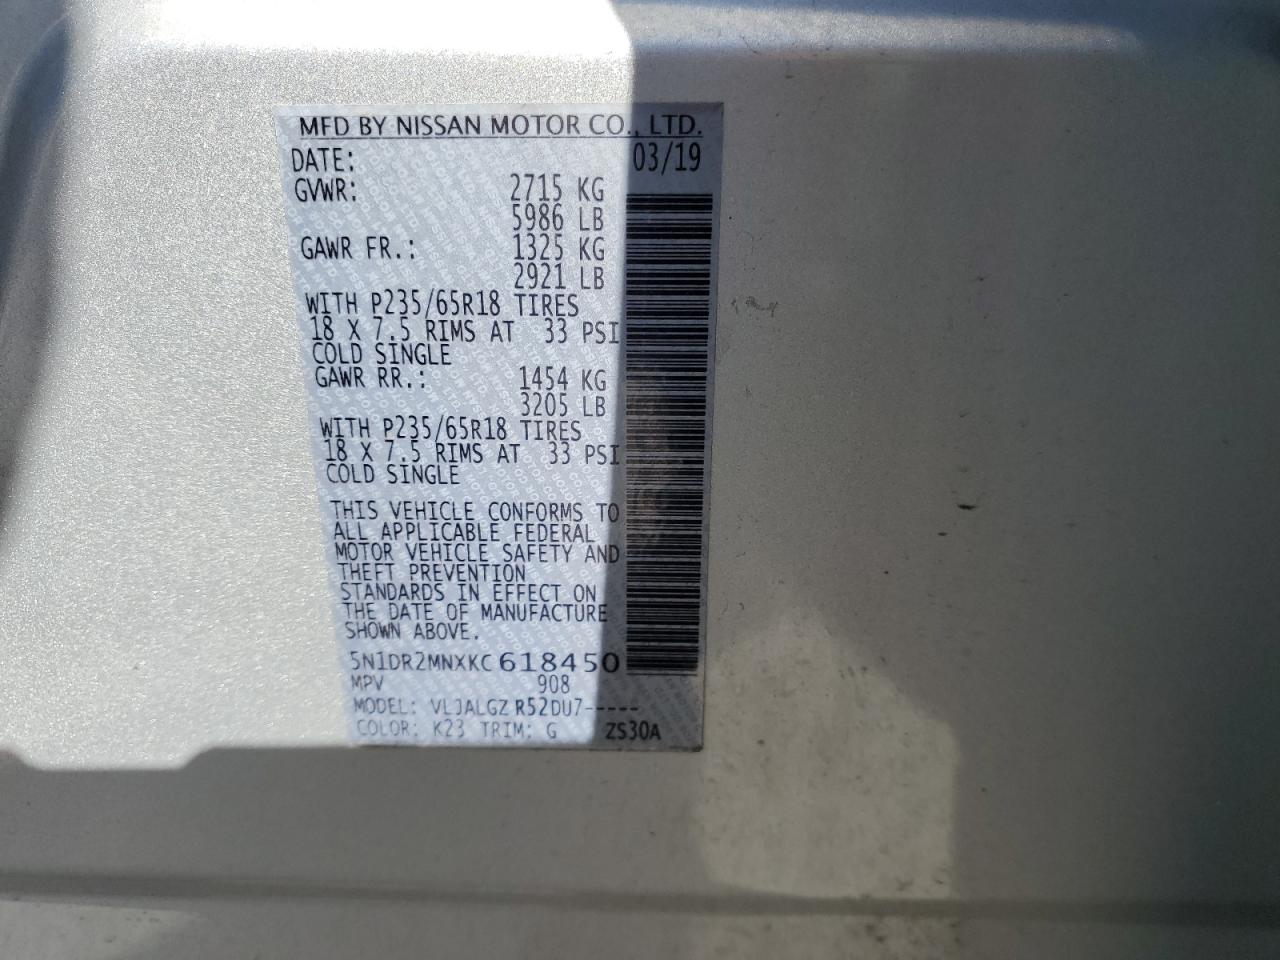 MFD BY NISSAN MOTOR CO., LTD.
DATE: 03/19
GVWR: 2715 KG
5986 LB
GAWR FR.: 1325 KG
2921 LB
WITH P235/65R18 TIRES
18 X 7.5 RIMS AT 33 PSI
COLD SINGLE
GAWR RR.: 1454 KG
3205 LB
WITH P235/65R18 TIRES
18 X 7.5 RIMS AT 33 PSI
COLD SINGLE
THIS VEHICLE CONFORMS TO
ALL APPLICABLE FEDERAL
MOTOR VEHICLE SAFETY AND
THEFT PREVENTION
STANDARDS IN EFFECT ON
THE DATE OF MANUFACTURE
SHOWN ABOVE.
5N1DR2MNXKC618450
MPV 908
MODEL: VLJALGZ R52DU7-----
COLOR: K23 TRIM: G ZS30A